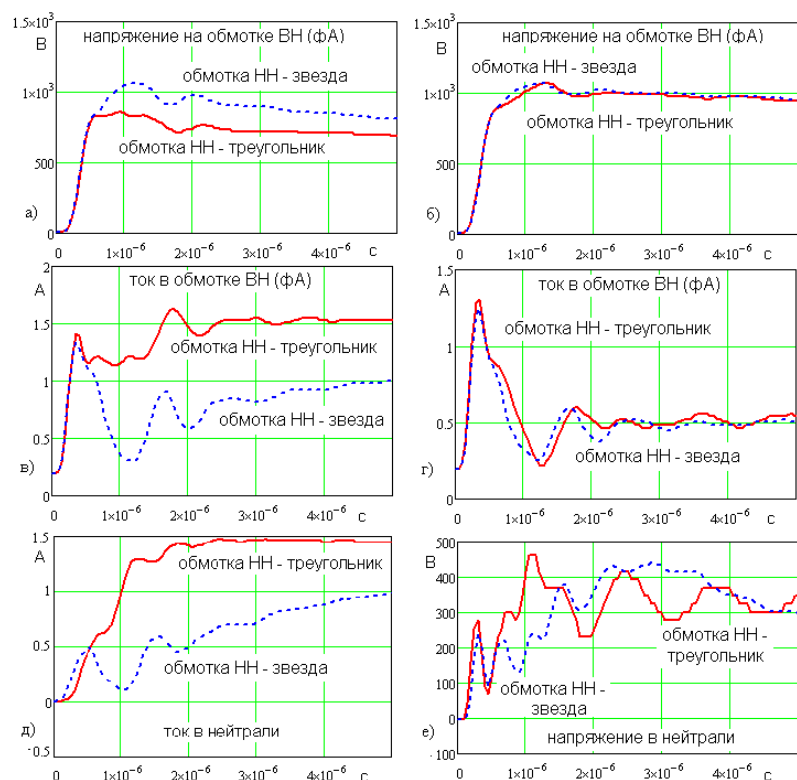 1.5×10³
В
напряжение на обмотке ВН (фА)
обмотка НН - звезда
1×10³
обмотка НН - треугольник
500
а)
0
0
1×10⁻⁶
2×10⁻⁶
3×10⁻⁶
4×10⁻⁶
с
1.5×10³
В
напряжение на обмотке ВН (фА)
обмотка НН - звезда
1×10³
обмотка НН - треугольник
500
б)
0
0
1×10⁻⁶
2×10⁻⁶
3×10⁻⁶
4×10⁻⁶
с
2
А
ток в обмотке ВН (фА)
1.5
обмотка НН - треугольник
1
обмотка НН - звезда
0.5
в)
0
0
1×10⁻⁶
2×10⁻⁶
3×10⁻⁶
4×10⁻⁶
с
1.5
А
ток в обмотке ВН (фА)
обмотка НН - треугольник
1
0.5
обмотка НН - звезда
г)
0
0
1×10⁻⁶
2×10⁻⁶
3×10⁻⁶
4×10⁻⁶
с
1.5
А
обмотка НН - треугольник
1
0.5
обмотка НН - звезда
0
д)
ток в нейтрали
-0.5
0
1×10⁻⁶
2×10⁻⁶
3×10⁻⁶
4×10⁻⁶
с
500
В
400
300
обмотка НН -
треугольник
200
100
обмотка НН -
звезда
0
е)
напряжение в нейтрали
-100
0
1×10⁻⁶
2×10⁻⁶
3×10⁻⁶
4×10⁻⁶
с